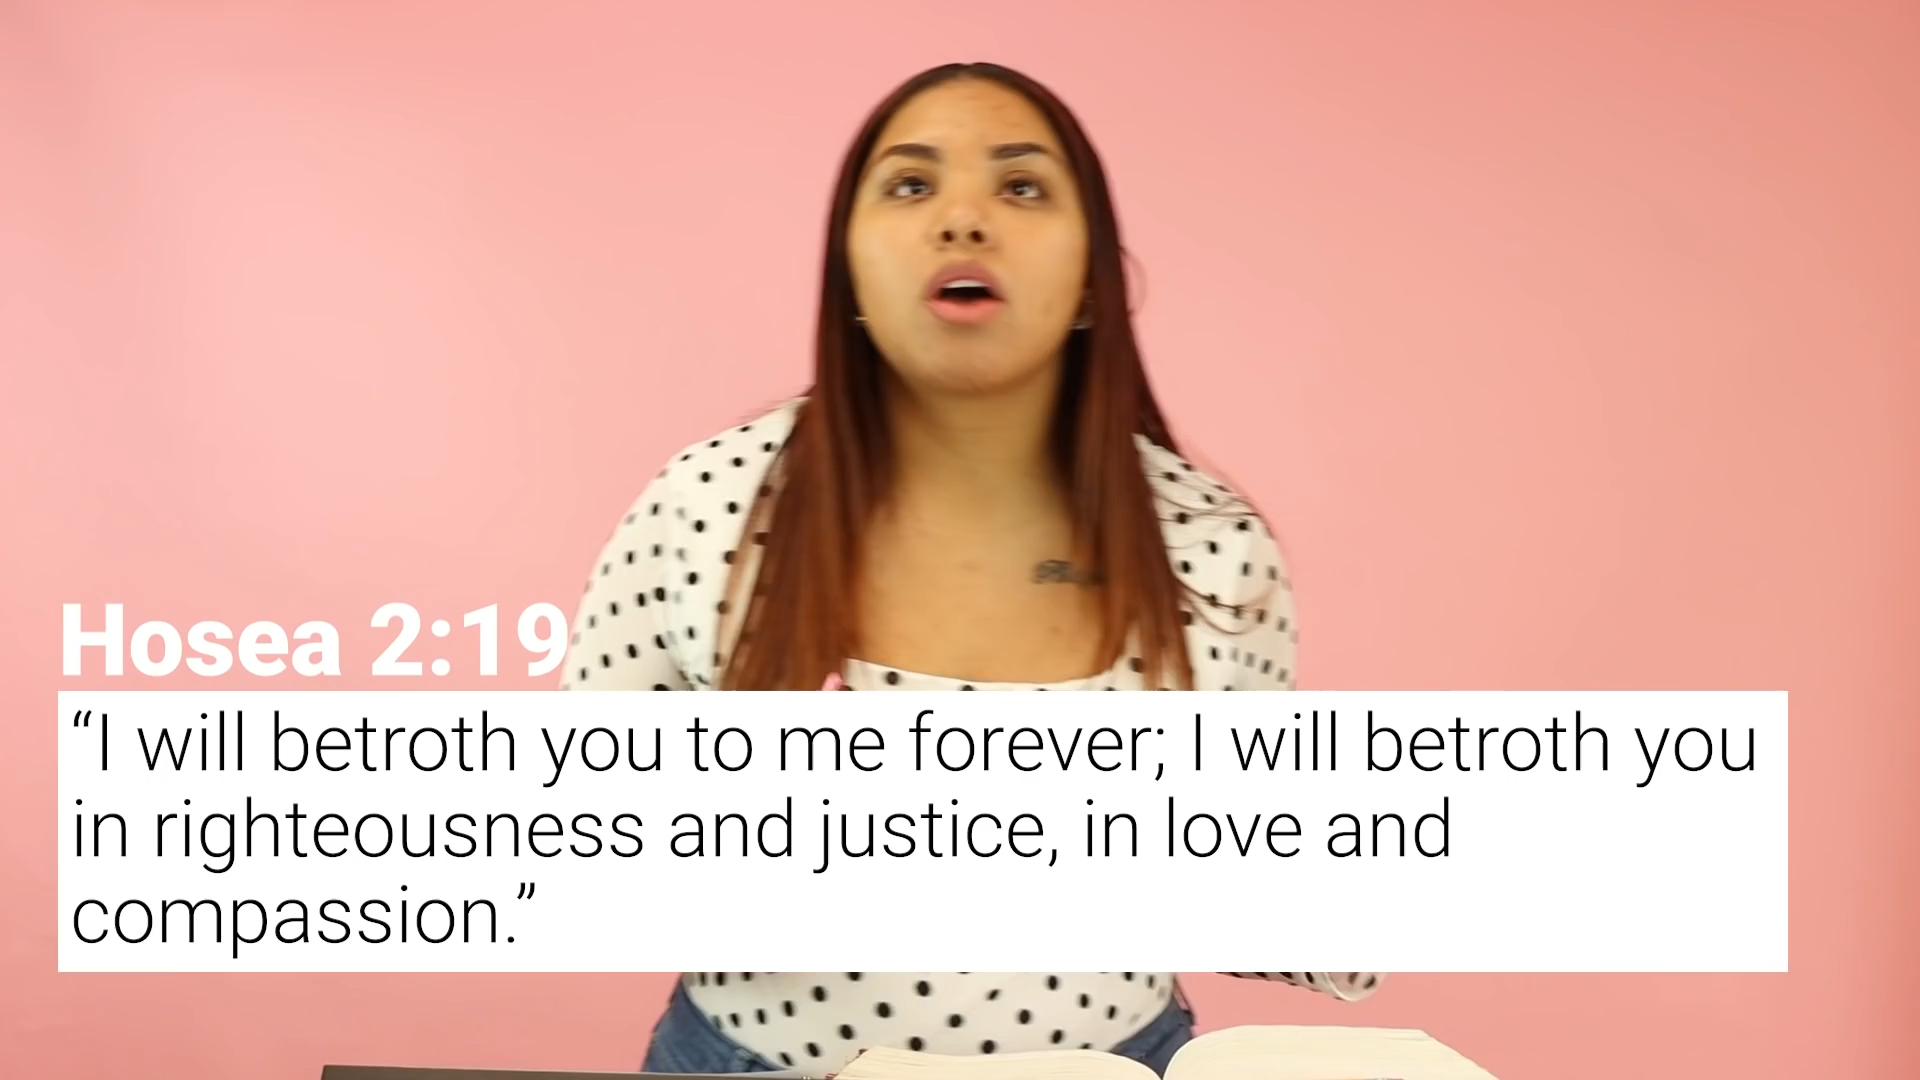 Hosea 2:19
“I will betroth you to me forever; I will betroth you
in righteousness and justice, in love and
compassion.”